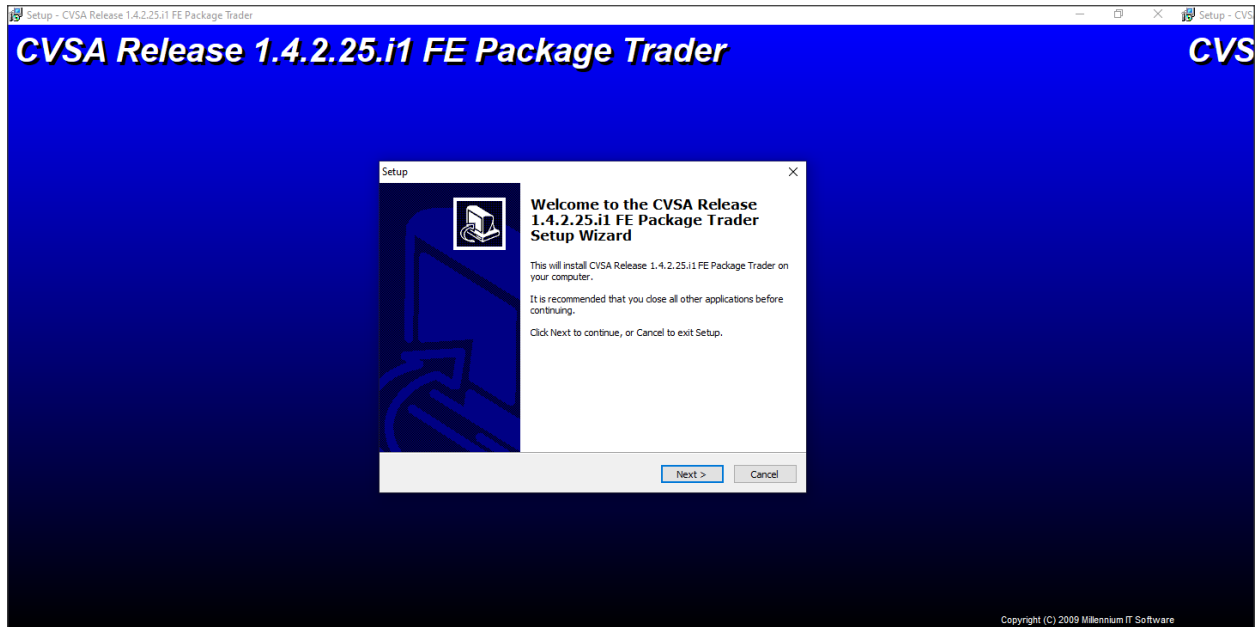 Setup - CVSA Release 1.4.2.25.i1 FE Package Trader
Setup - CVS
CVSA Release 1.4.2.25.i1 FE Package Trader
CVS
Setup
Welcome to the CVSA Release
1.4.2.25.i1 FE Package Trader
Setup Wizard
This will install CVSA Release 1.4.2.25.i1 FE Package Trader on
your computer.
It is recommended that you close all other applications before
continuing.
Click Next to continue, or Cancel to exit Setup.
Next >
Cancel
Copyright (C) 2009 Millennium IT Software